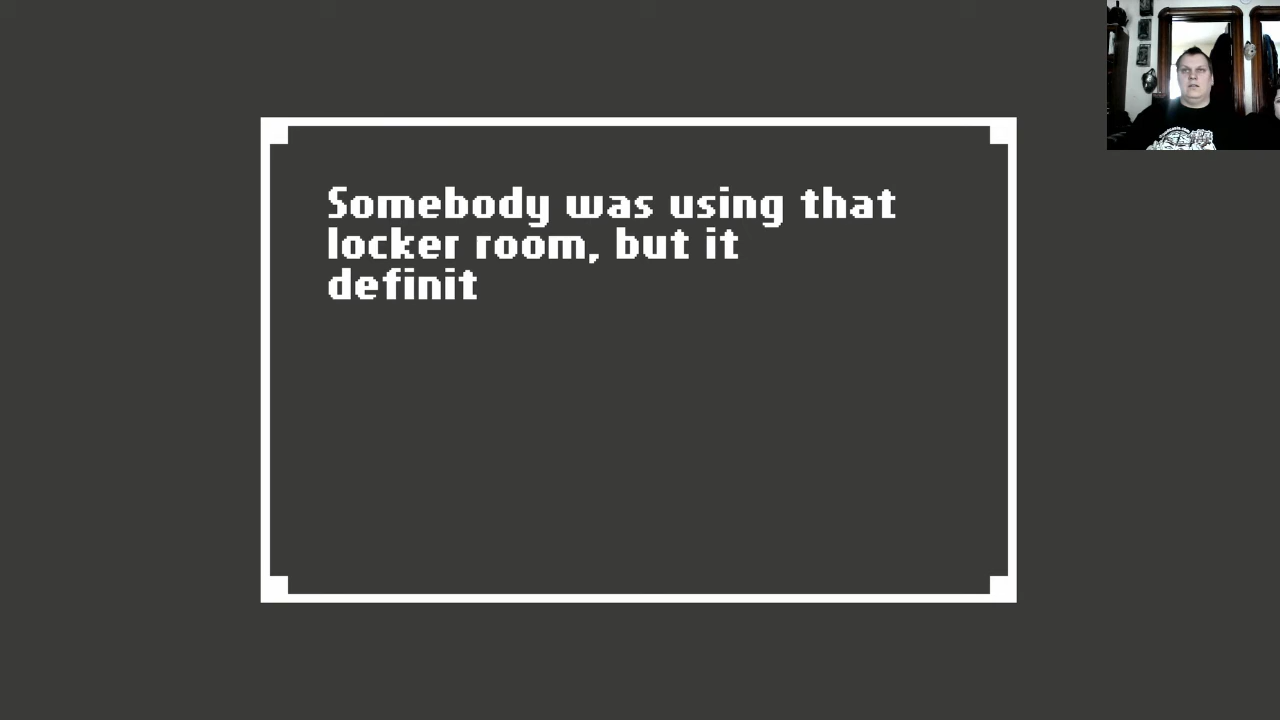 Somebody was using that
locker room, but it
definit